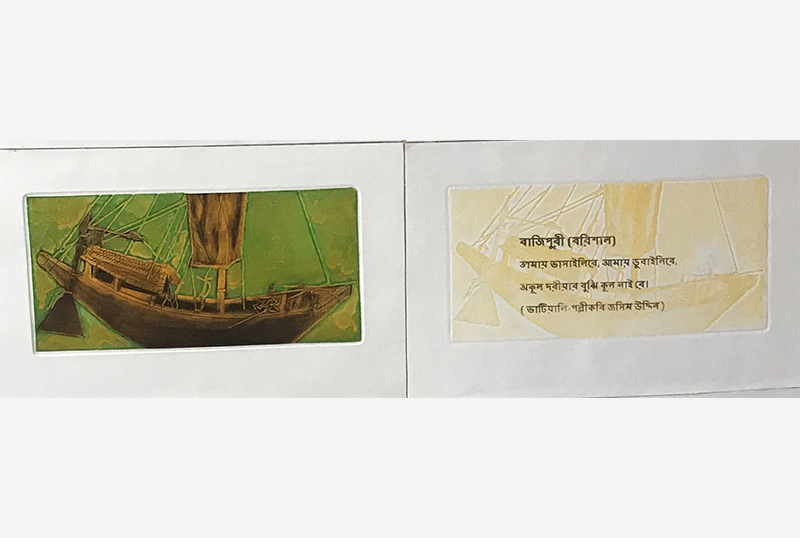 বাজিপুরী (বরিশাল)
আমায় ভাসাইলিরে, আমায় ডুবাইলিরে,
অকুল দরীয়ার বুঝি কূল নাই রে।
( ভাটিয়ালি-পল্লীকবি জসিম উদ্দিন )